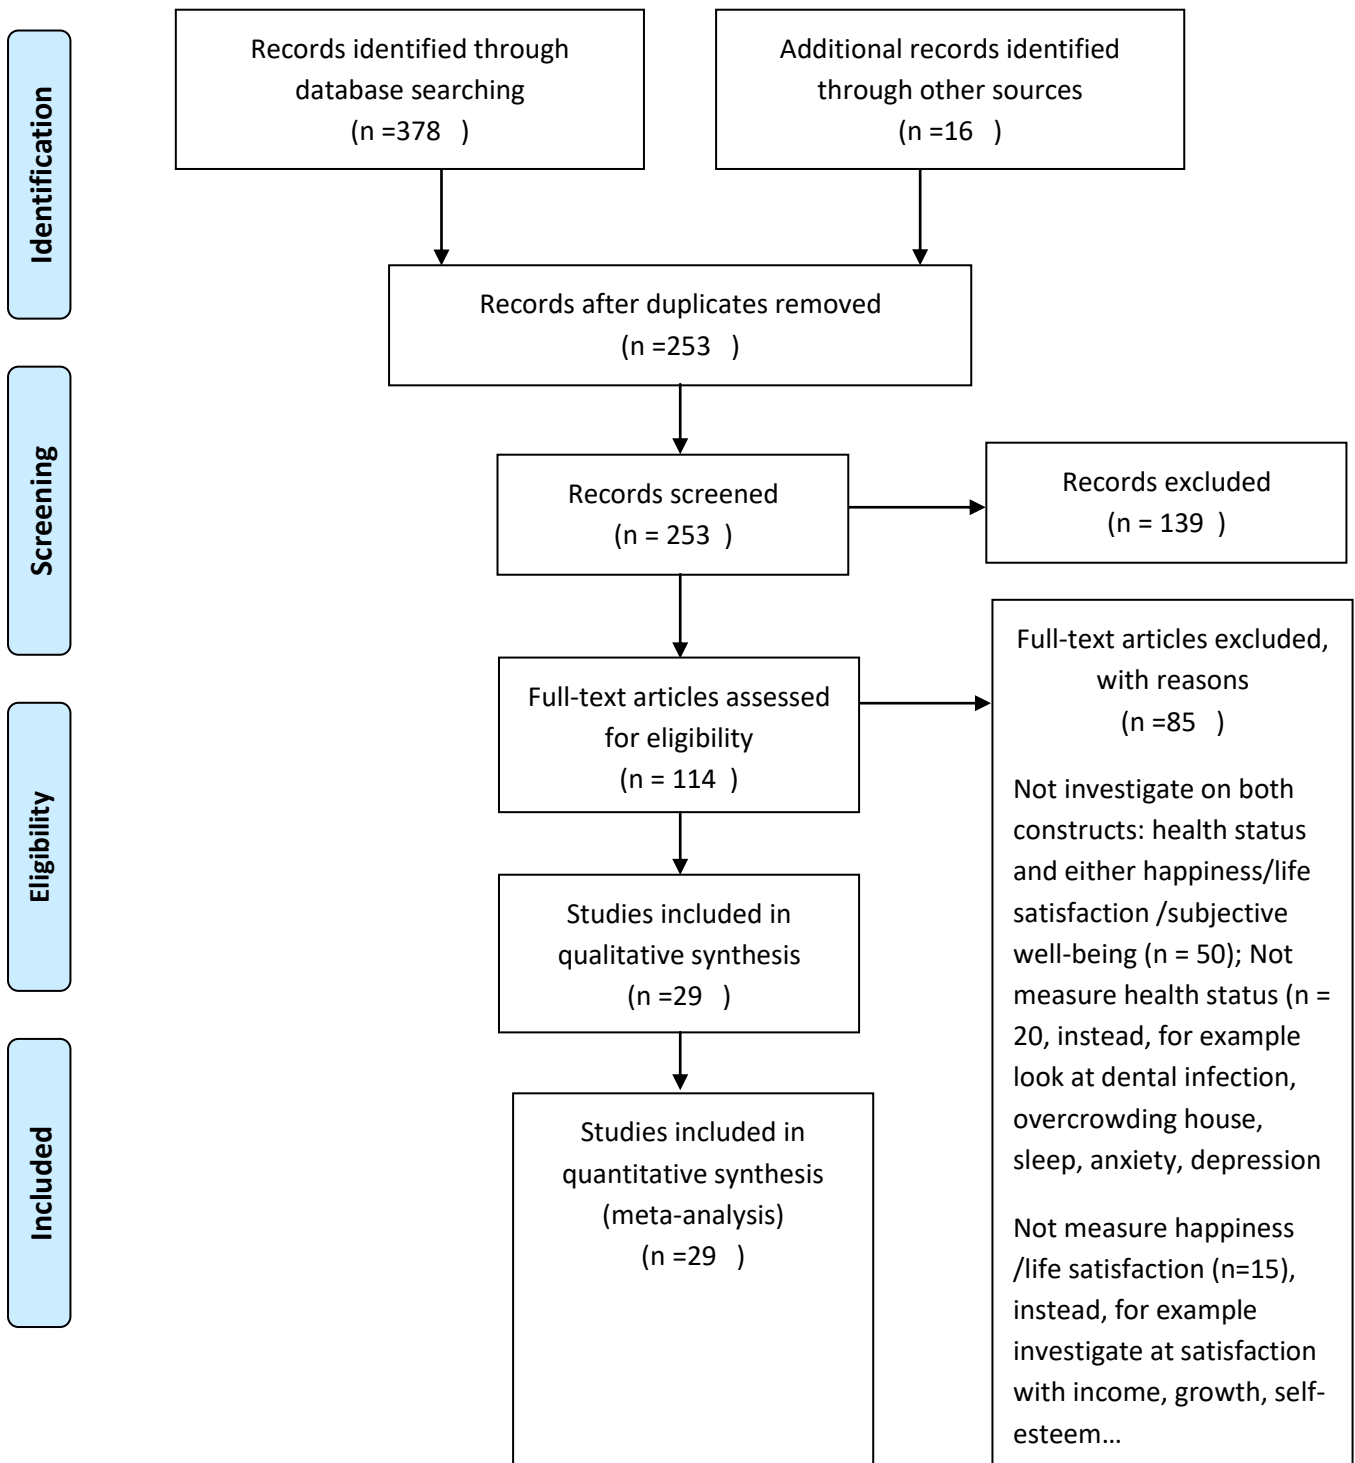 Identification
Records identified through
database searching
(n =378   )
Additional records identified
through other sources
(n =16   )
Records after duplicates removed
(n =253   )
Screening
Records screened
(n = 253   )
Records excluded
(n = 139   )
Eligibility
Full-text articles assessed
for eligibility
(n = 114   )
Full-text articles excluded,
with reasons
(n =85   )
Not investigate on both
constructs: health status
and either happiness/life
satisfaction /subjective
well-being (n = 50); Not
measure health status (n =
20, instead, for example
look at dental infection,
overcrowding house,
sleep, anxiety, depression
Not measure happiness
/life satisfaction (n=15),
instead, for example
investigate at satisfaction
with income, growth, self-
esteem…
Studies included in
qualitative synthesis
(n =29   )
Included
Studies included in
quantitative synthesis
(meta-analysis)
(n =29   )